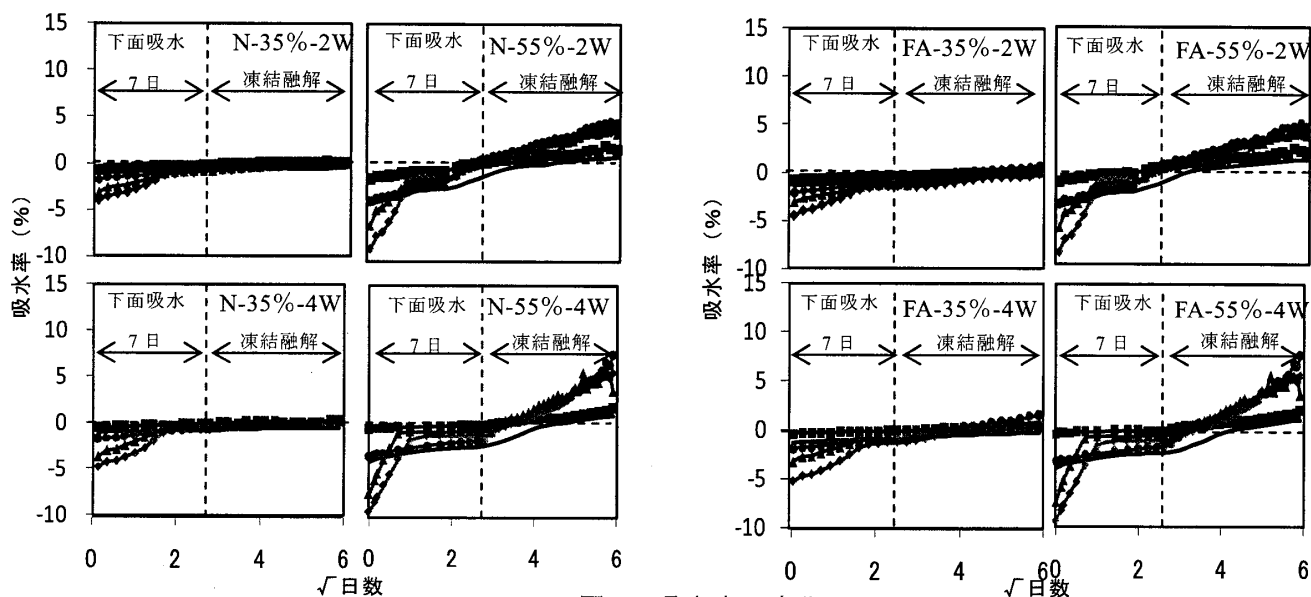 15
10
5
0
-5
-10
下面吸水
N-35%-2W
7日
凍結融解
下面吸水
N-55%-2W
7日
凍結融解
15
10
5
0
-5
-10
下面吸水
N-35%-4W
7日
凍結融解
下面吸水
N-55%-4W
7日
凍結融解
吸水率(%)
0 2 4 6
0 2 4 6
√日数
15
10
5
0
-5
-10
下面吸水
FA-35%-2W
7日
凍結融解
下面吸水
FA-55%-2W
7日
凍結融解
15
10
5
0
-5
-10
下面吸水
FA-35%-4W
7日
凍結融解
下面吸水
FA-55%-4W
7日
凍結融解
吸水率(%)
0 2 4 6
0 2 4 6
√日数